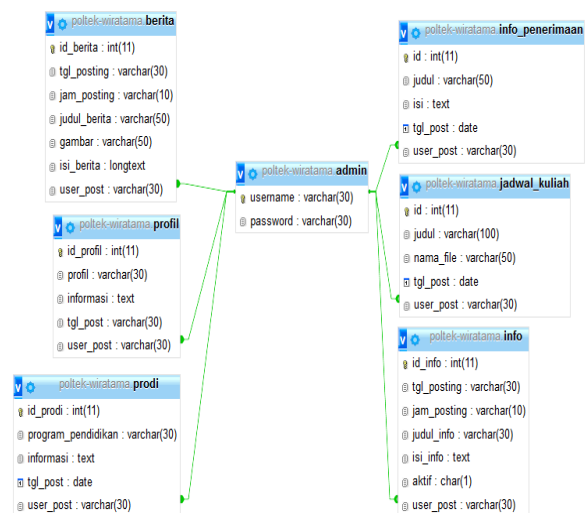 v poltek-wiratama berita
id_berita : int(11)
tgl_posting : varchar(30)
jam_posting : varchar(10)
judul_berita : varchar(50)
gambar : varchar(50)
isi_berita : longtext
user_post : varchar(30)
v poltek-wiratama profil
id_profil : int(11)
profil : varchar(30)
informasi : text
tgl_post : varchar(30)
user_post : varchar(30)
v poltek-wiratama prodi
id_prodi : int(11)
program_pendidikan : varchar(30)
informasi : text
tgl_post : date
user_post : varchar(30)
v poltek-wiratama admin
username : varchar(30)
password : varchar(30)
v poltek-wiratama info_penerimaan
id : int(11)
judul : varchar(50)
isi : text
tgl_post : date
user_post : varchar(30)
v poltek-wiratama jadwal_kuliah
id : int(11)
judul : varchar(100)
nama_file : varchar(50)
tgl_post : date
user_post : varchar(30)
v poltek-wiratama info
id_info : int(11)
tgl_posting : varchar(30)
jam_posting : varchar(10)
judul_info : varchar(30)
isi_info : text
aktif : char(1)
user_post : varchar(30)